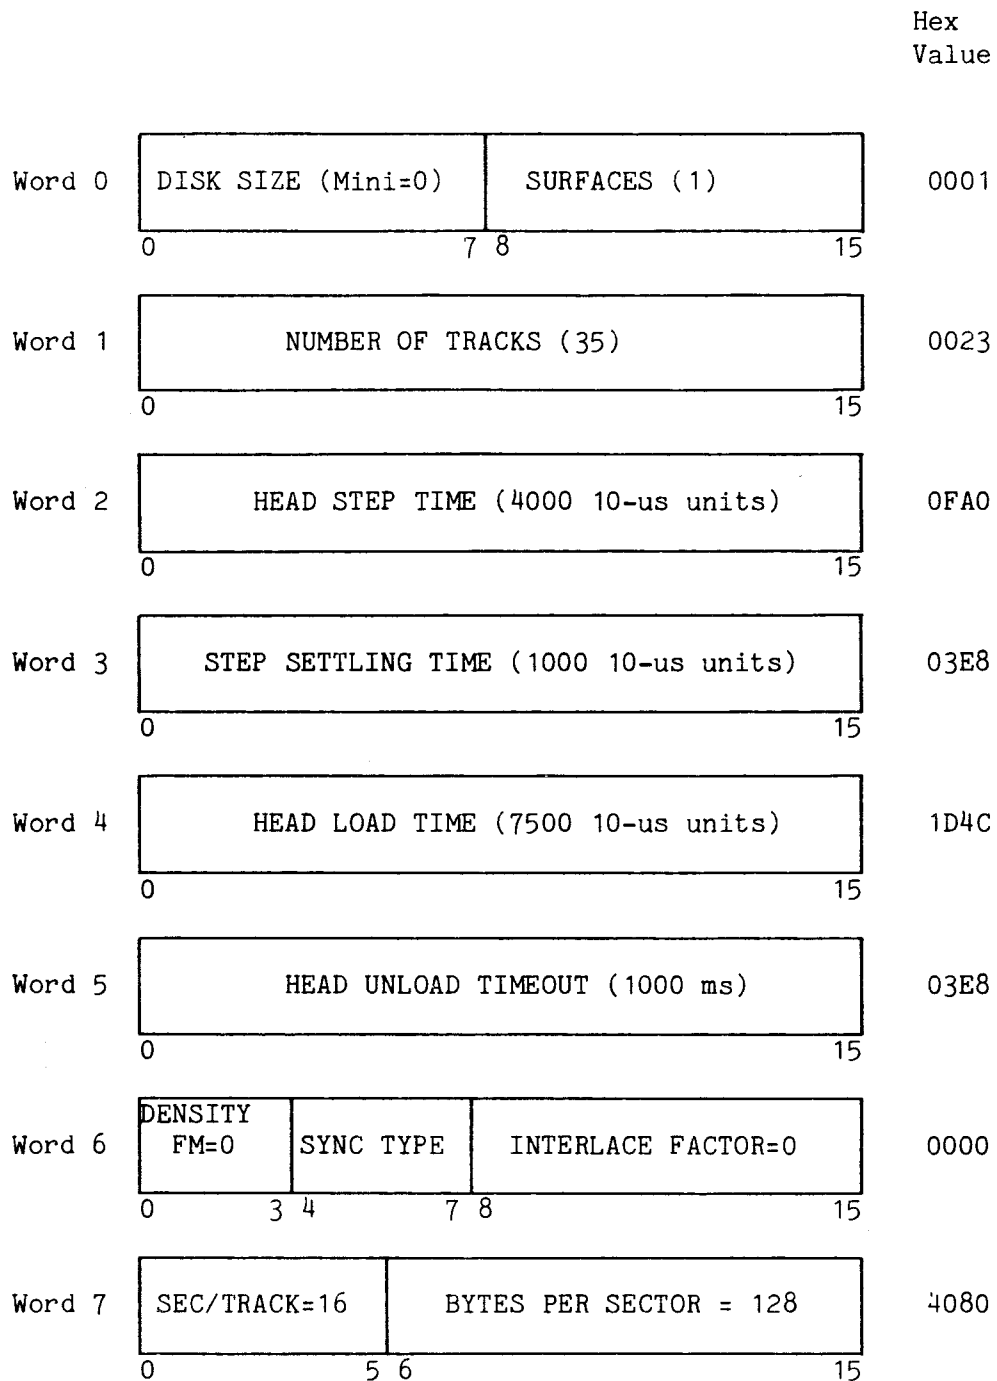 Hex
Value
Word 0 DISK SIZE (Mini=0) SURFACES (1) 0001
0 7 8 15
Word 1 NUMBER OF TRACKS (35) 0023
0 15
Word 2 HEAD STEP TIME (4000 10-us units) 0FA0
0 15
Word 3 STEP SETTLING TIME (1000 10-us units) 03E8
0 15
Word 4 HEAD LOAD TIME (7500 10-us units) 1D4C
0 15
Word 5 HEAD UNLOAD TIMEOUT (1000 ms) 03E8
0 15
DENSITY
Word 6 FM=0 SYNC TYPE INTERLACE FACTOR=0 0000
0 3 4 7 8 15
Word 7 SEC/TRACK=16 BYTES PER SECTOR = 128 4080
0 5 6 15